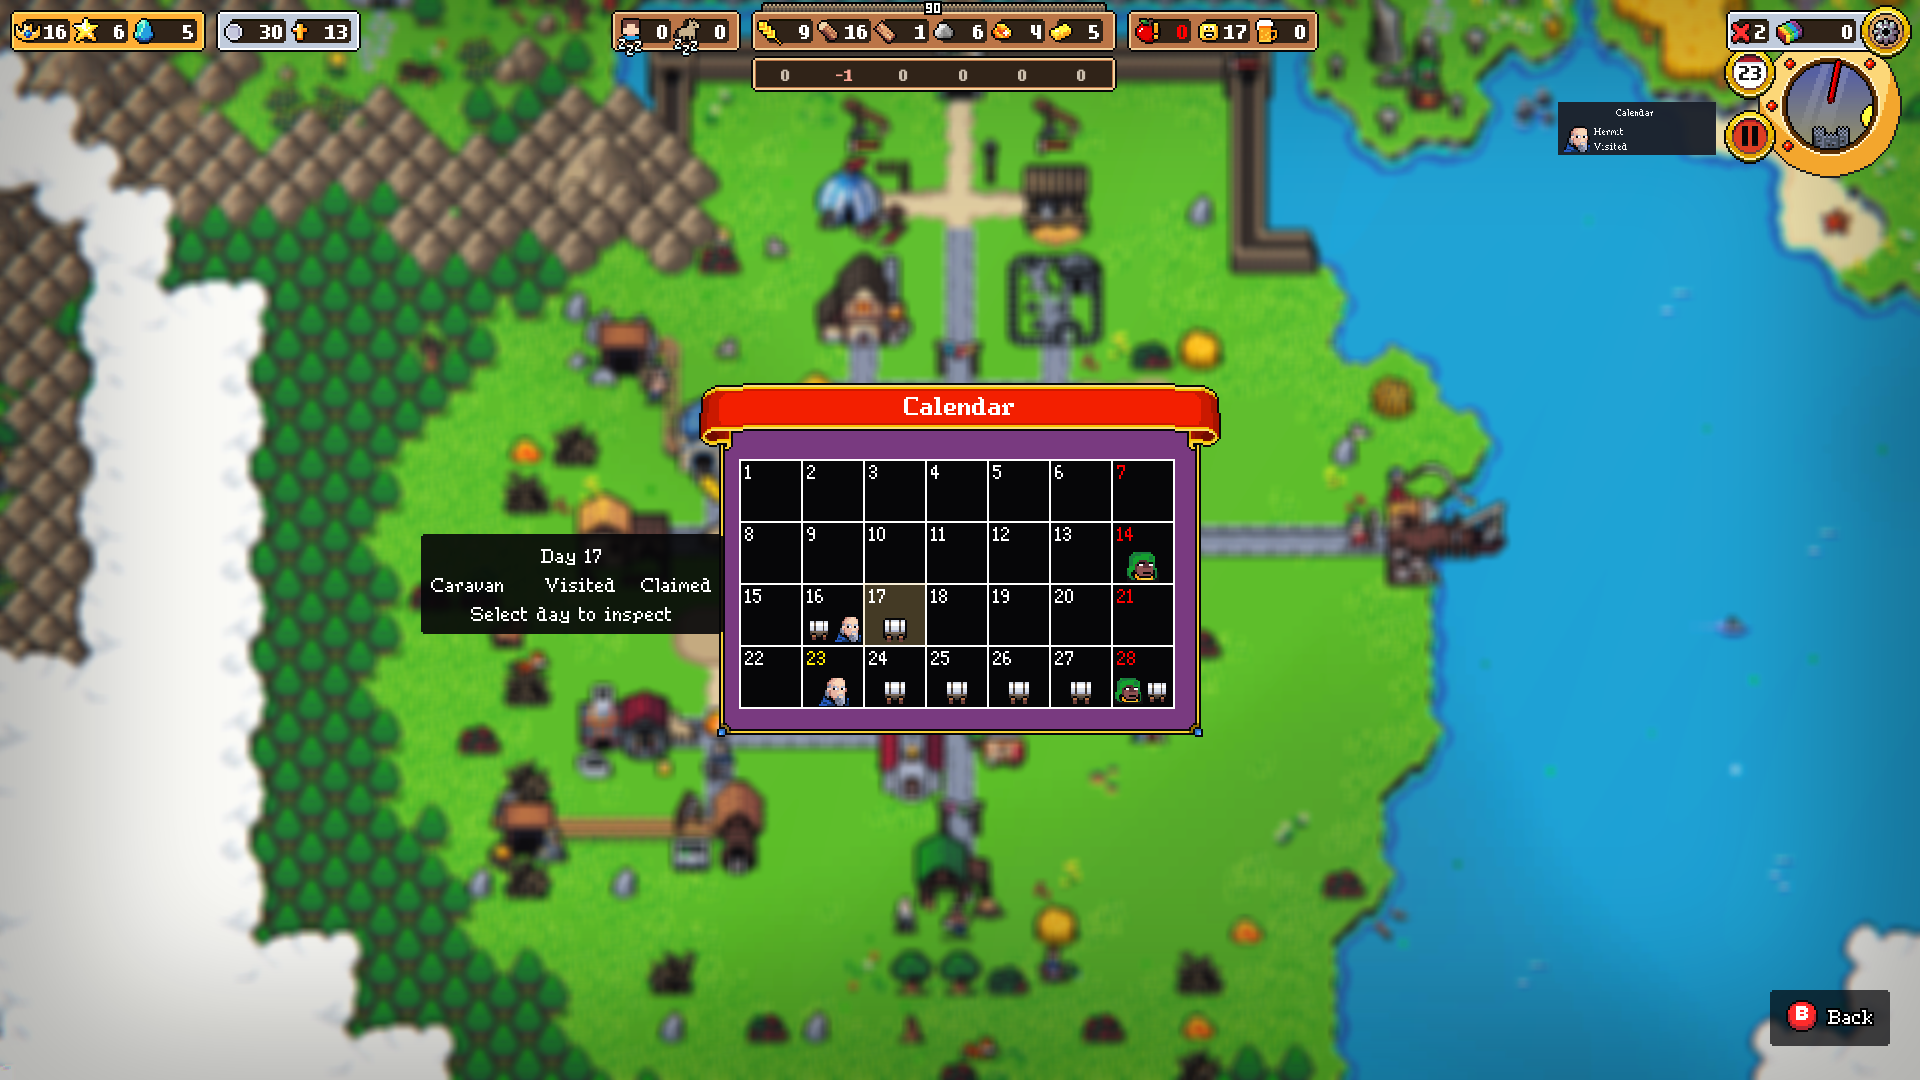 16 6 5
30 13
0 0
90
9 16 1 6 4 5
0 17 0
2 0
0 -1 0 0 0 0
23
Calendar
Hermit
Visited
Calendar
1 2 3 4 5 6 7
8 9 10 11 12 13 14
15 16 17 18 19 20 21
22 23 24 25 26 27 28
Day 17
Caravan Visited Claimed
Select day to inspect
B Back